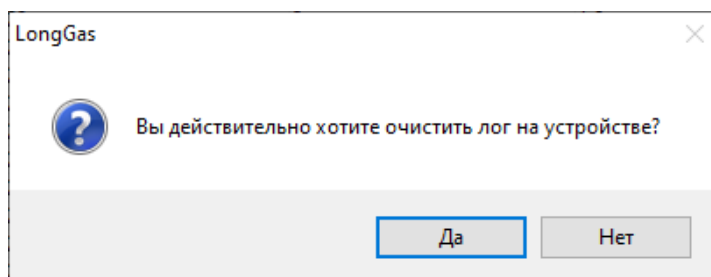 LongGas
Вы действительно хотите очистить лог на устройстве?
Да
Нет